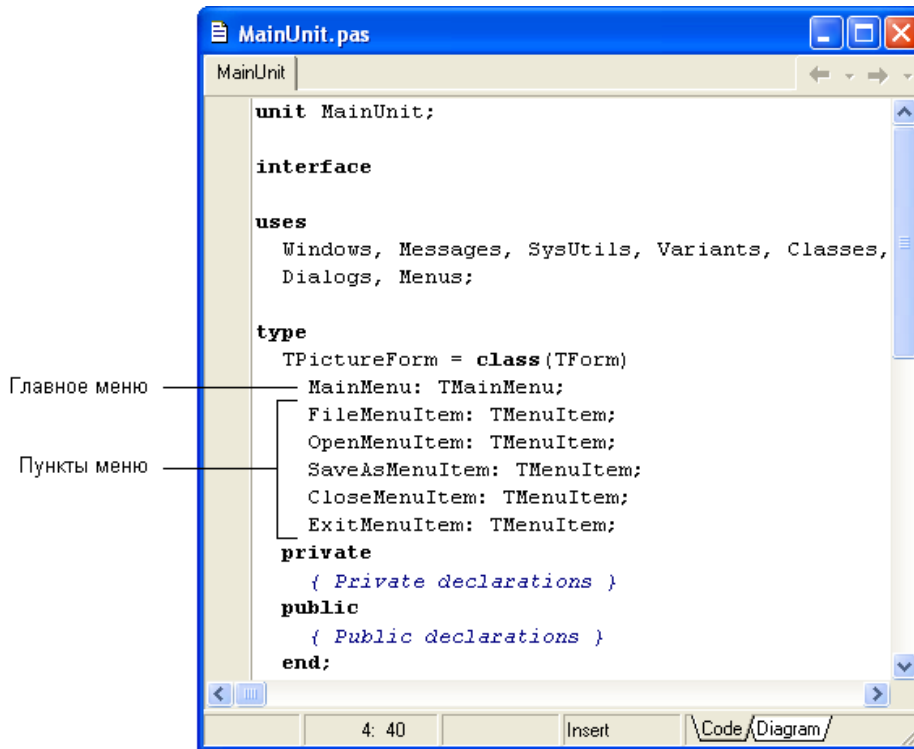 MainUnit.pas
MainUnit
unit MainUnit;
interface
uses
Windows, Messages, SysUtils, Variants, Classes,
Dialogs, Menus;
type
TPictureForm = class(TForm)
Главное меню
MainMenu: TMainMenu;
FileMenuItem: TMenuItem;
OpenMenuItem: TMenuItem;
Пункты меню
SaveAsMenuItem: TMenuItem;
CloseMenuItem: TMenuItem;
ExitMenuItem: TMenuItem;
private
{ Private declarations }
public
{ Public declarations }
end;
4: 40 Insert Code Diagram